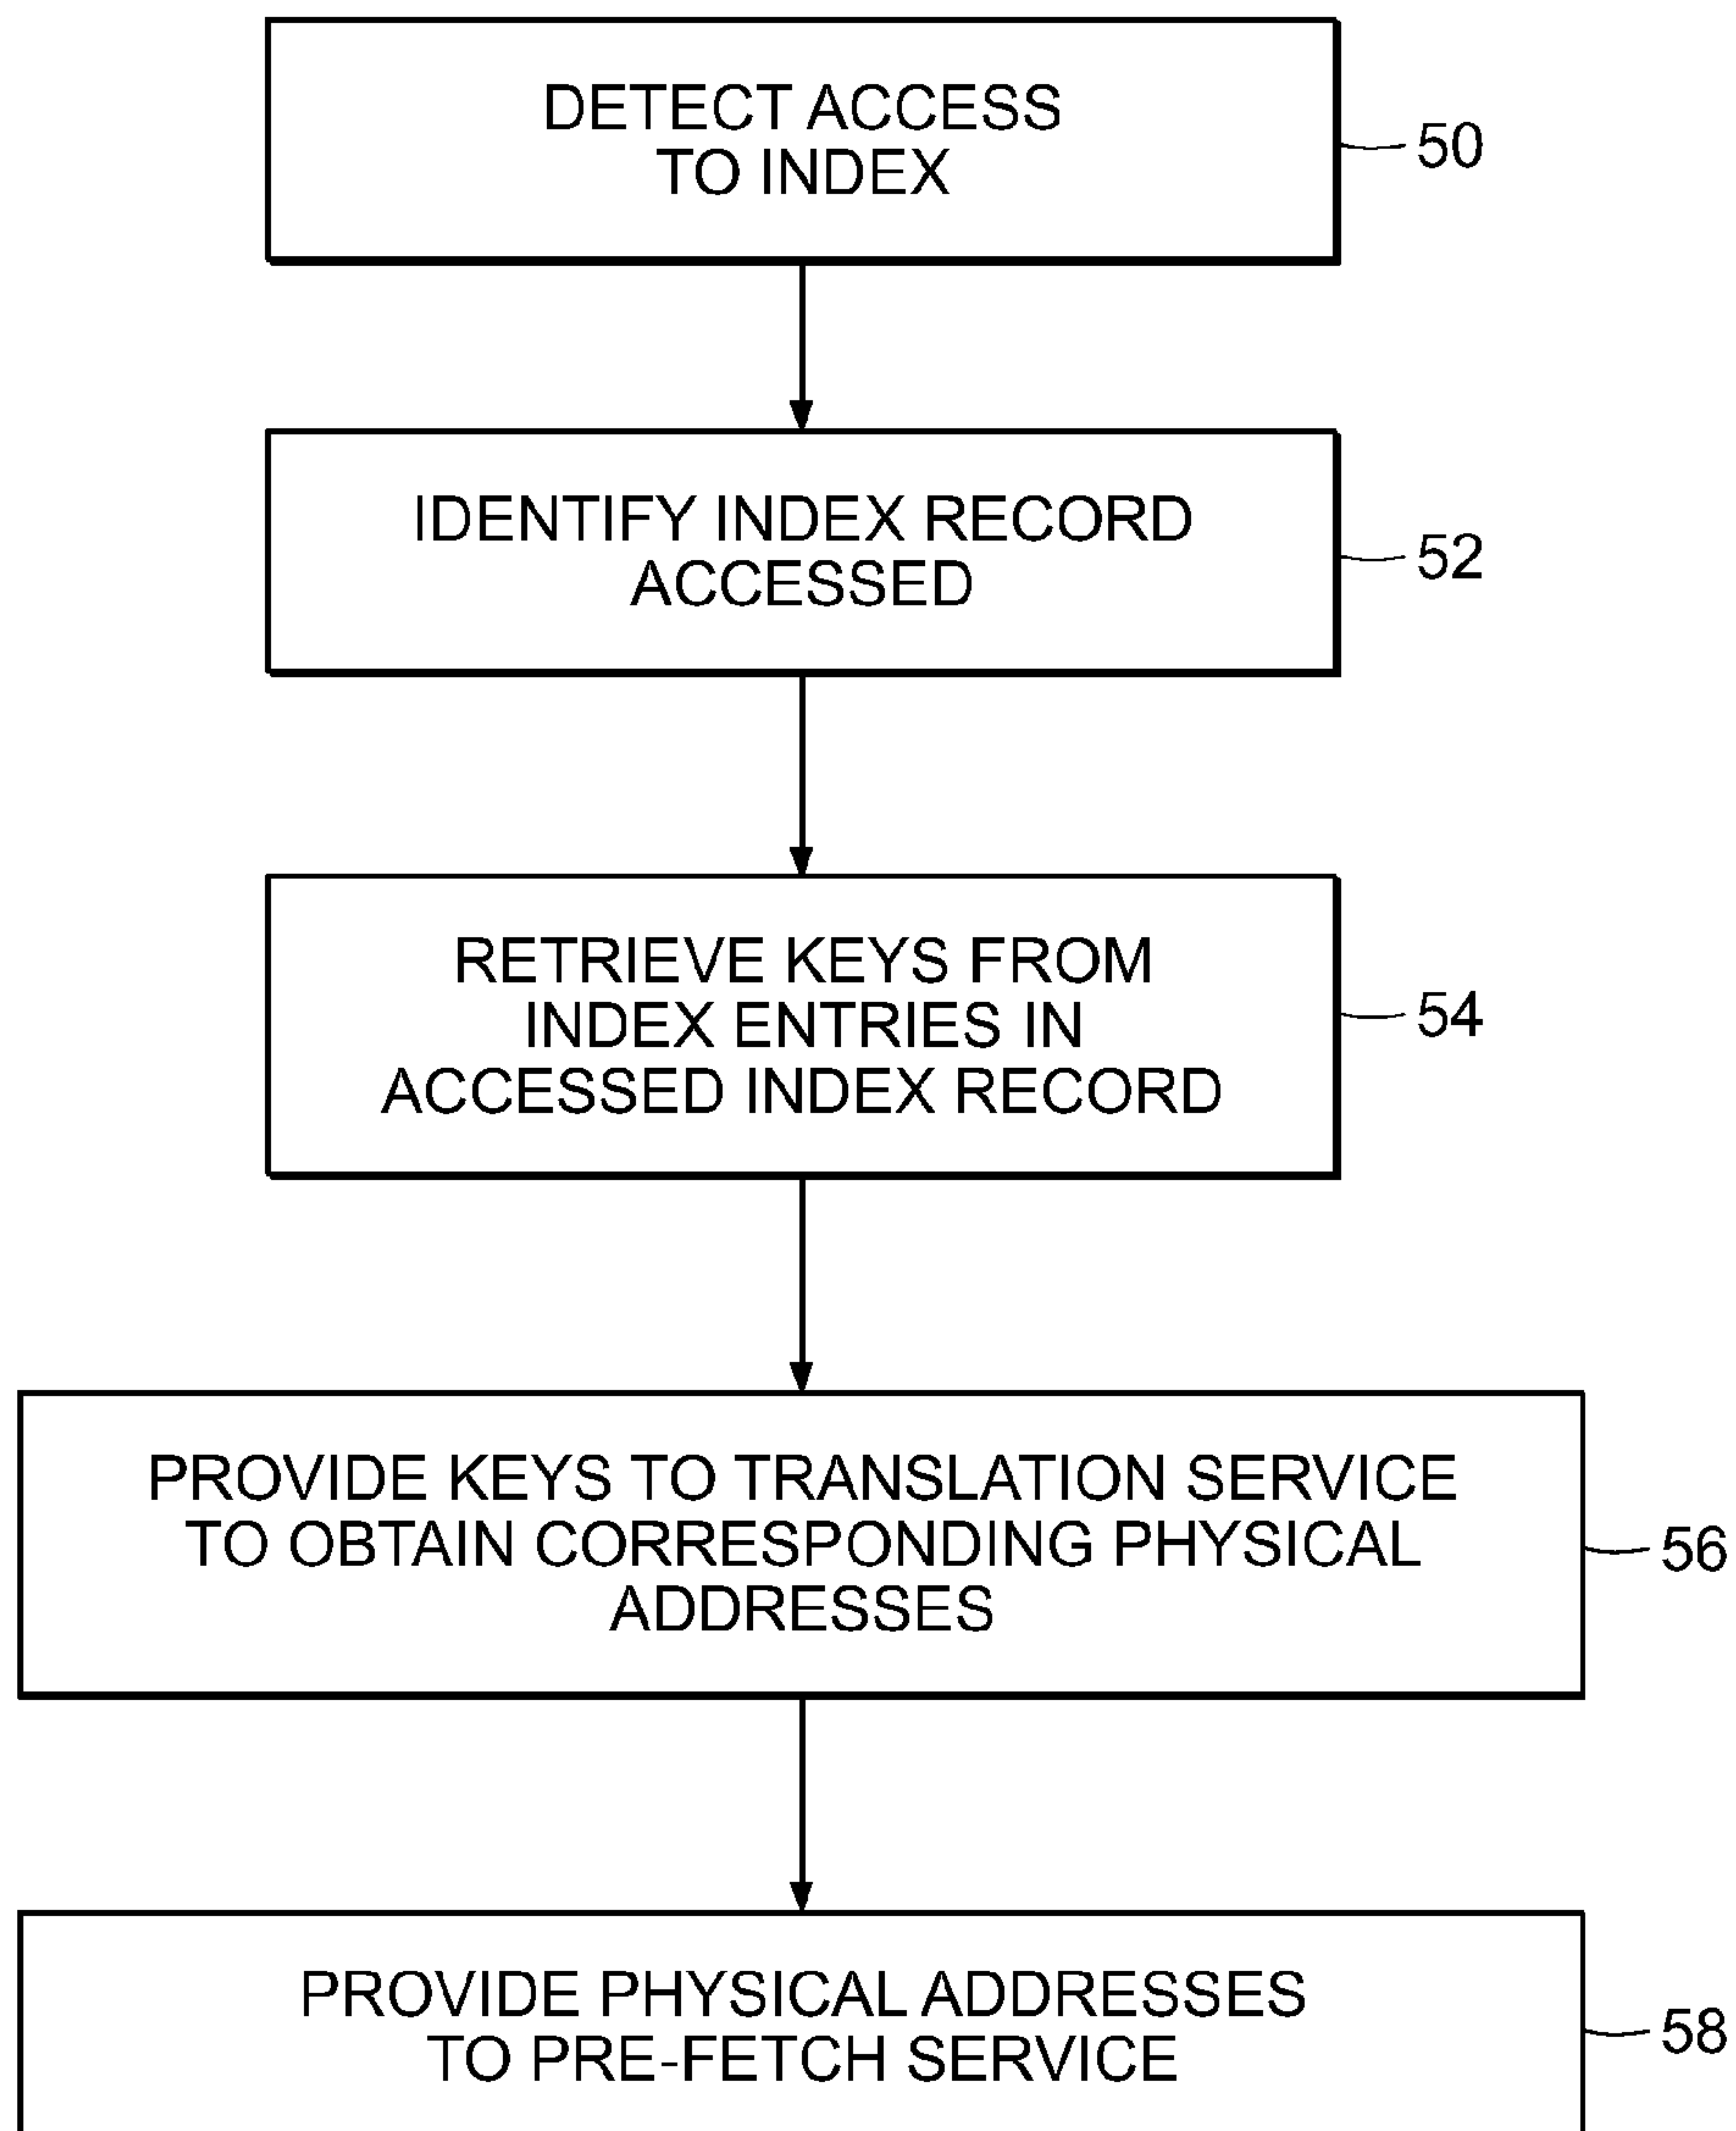 DETECT ACCESS
TO INDEX
50
IDENTIFY INDEX RECORD
ACCESSED
52
RETRIEVE KEYS FROM
INDEX ENTRIES IN
ACCESSED INDEX RECORD
54
PROVIDE KEYS TO TRANSLATION SERVICE
TO OBTAIN CORRESPONDING PHYSICAL
ADDRESSES
56
PROVIDE PHYSICAL ADDRESSES
TO PRE-FETCH SERVICE
58